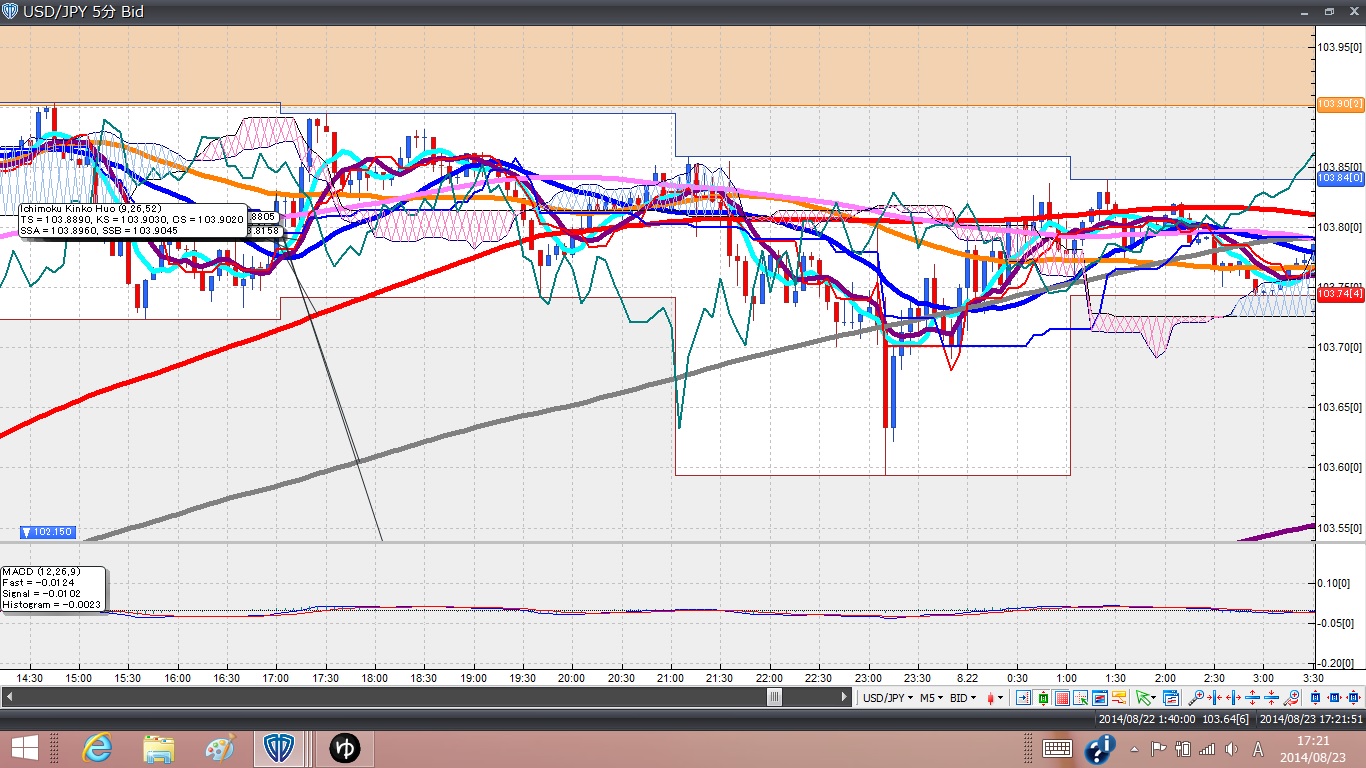 USD/JPY 5分 Bid
103.95[0]
103.90[2]
103.85[0]
103.84[0]
Ichimoku Kinko Huo (9,26,52)
TS = 103.8990, KS = 103.9030, CS = 103.9020
SSA = 103.8960, SSB = 103.9045
.8805
.8158
103.80[0]
103.74[4]
103.70[0]
103.65[0]
103.60[0]
103.55[0]
▼ 102.150
MACD (12,26,9)
Fast = -0.0124
Signal = -0.0102
Histogram = -0.0023
0.10[0]
-0.05[0]
-0.20[0]
14:30 15:00 15:30 16:00 16:30 17:00 17:30 18:00 18:30 19:00 19:30 20:00 20:30 21:00 21:30 22:00 22:30 23:00 23:30 8.22 0:30 1:00 1:30 2:00 2:30 3:00 3:30
USD/JPY M5 BID
2014/08/22 1:40:00 103.64[6] 2014/08/23 17:21:51
ゆ
A
17:21
2014/08/23